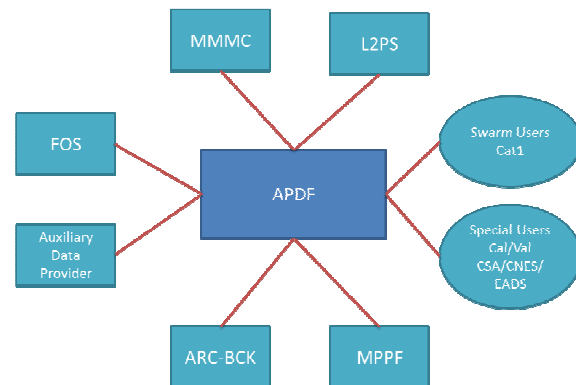 MMMC
L2PS
FOS
Swarm Users
Cat1
APDF
Auxiliary
Data
Provider
Special Users
Cal/Val
CSA/CNES/
EADS
ARC-BCK
MPPF